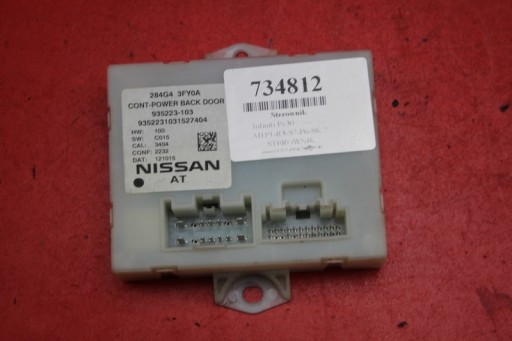 284G4 3FY0A
CONT-POWER BACK DOOR
935223-103
9352231031527404
HW: 100
SW: C015
CAL: 3404
CONF: 2232
DAT: 121015
NISSAN
AT
734812
Sterownik